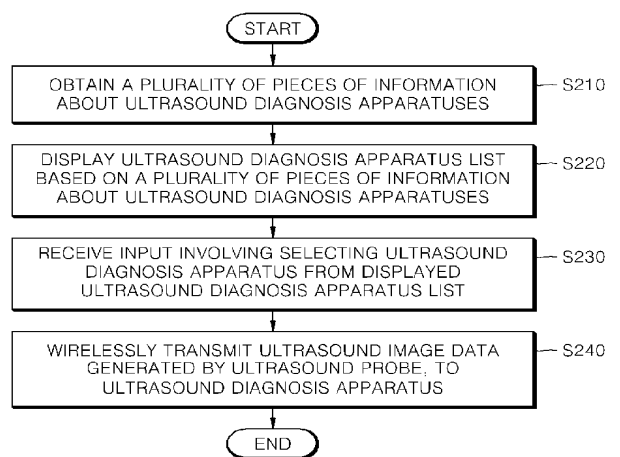 START
OBTAIN A PLURALITY OF PIECES OF INFORMATION
ABOUT ULTRASOUND DIAGNOSIS APPARATUSES
S210
DISPLAY ULTRASOUND DIAGNOSIS APPARATUS LIST
BASED ON A PLURALITY OF PIECES OF INFORMATION
ABOUT ULTRASOUND DIAGNOSIS APPARATUSES
S220
RECEIVE INPUT INVOLVING SELECTING ULTRASOUND
DIAGNOSIS APPARATUS FROM DISPLAYED
ULTRASOUND DIAGNOSIS APPARATUS LIST
S230
WIRELESSLY TRANSMIT ULTRASOUND IMAGE DATA
GENERATED BY ULTRASOUND PROBE, TO
ULTRASOUND DIAGNOSIS APPARATUS
S240
END